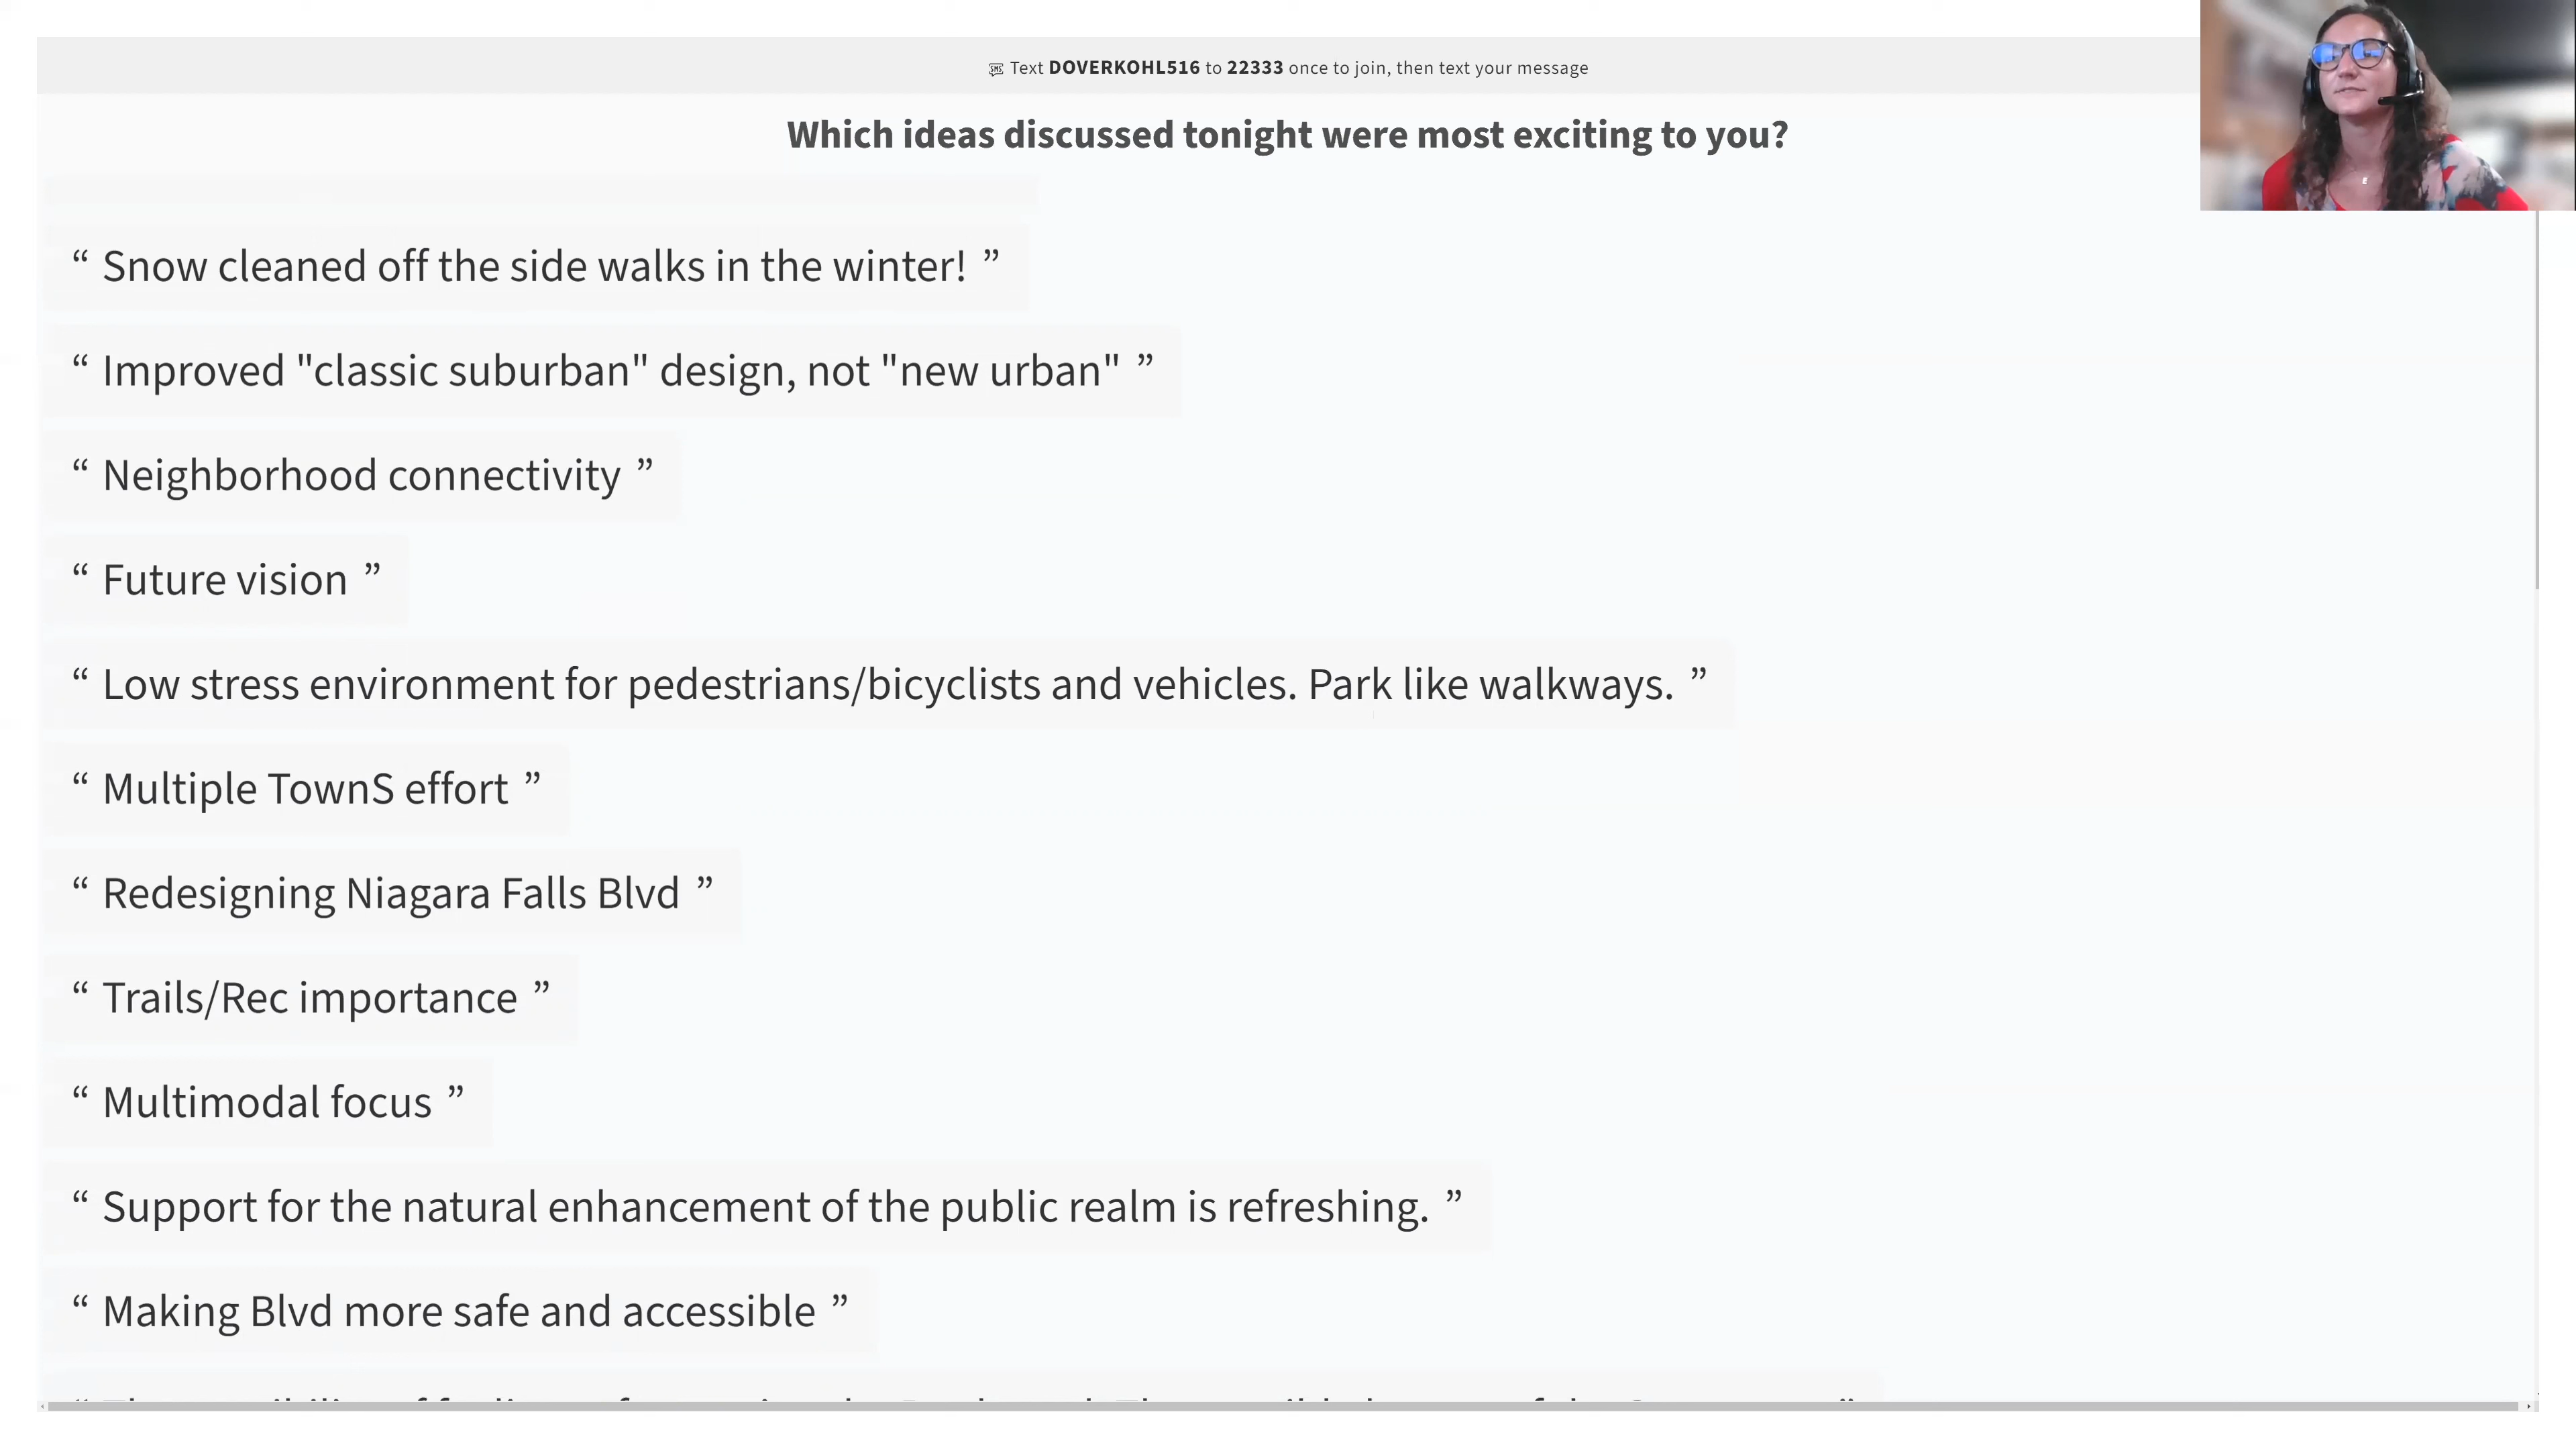 SMS Text DOVERKOHL516 to 22333 once to join, then text your message
Which ideas discussed tonight were most exciting to you?
“ Snow cleaned off the side walks in the winter! ”
“ Improved "classic suburban" design, not "new urban" ”
“ Neighborhood connectivity ”
“ Future vision ”
“ Low stress environment for pedestrians/bicyclists and vehicles. Park like walkways. ”
“ Multiple TownS effort ”
“ Redesigning Niagara Falls Blvd ”
“ Trails/Rec importance ”
“ Multimodal focus ”
“ Support for the natural enhancement of the public realm is refreshing. ”
“ Making Blvd more safe and accessible ”